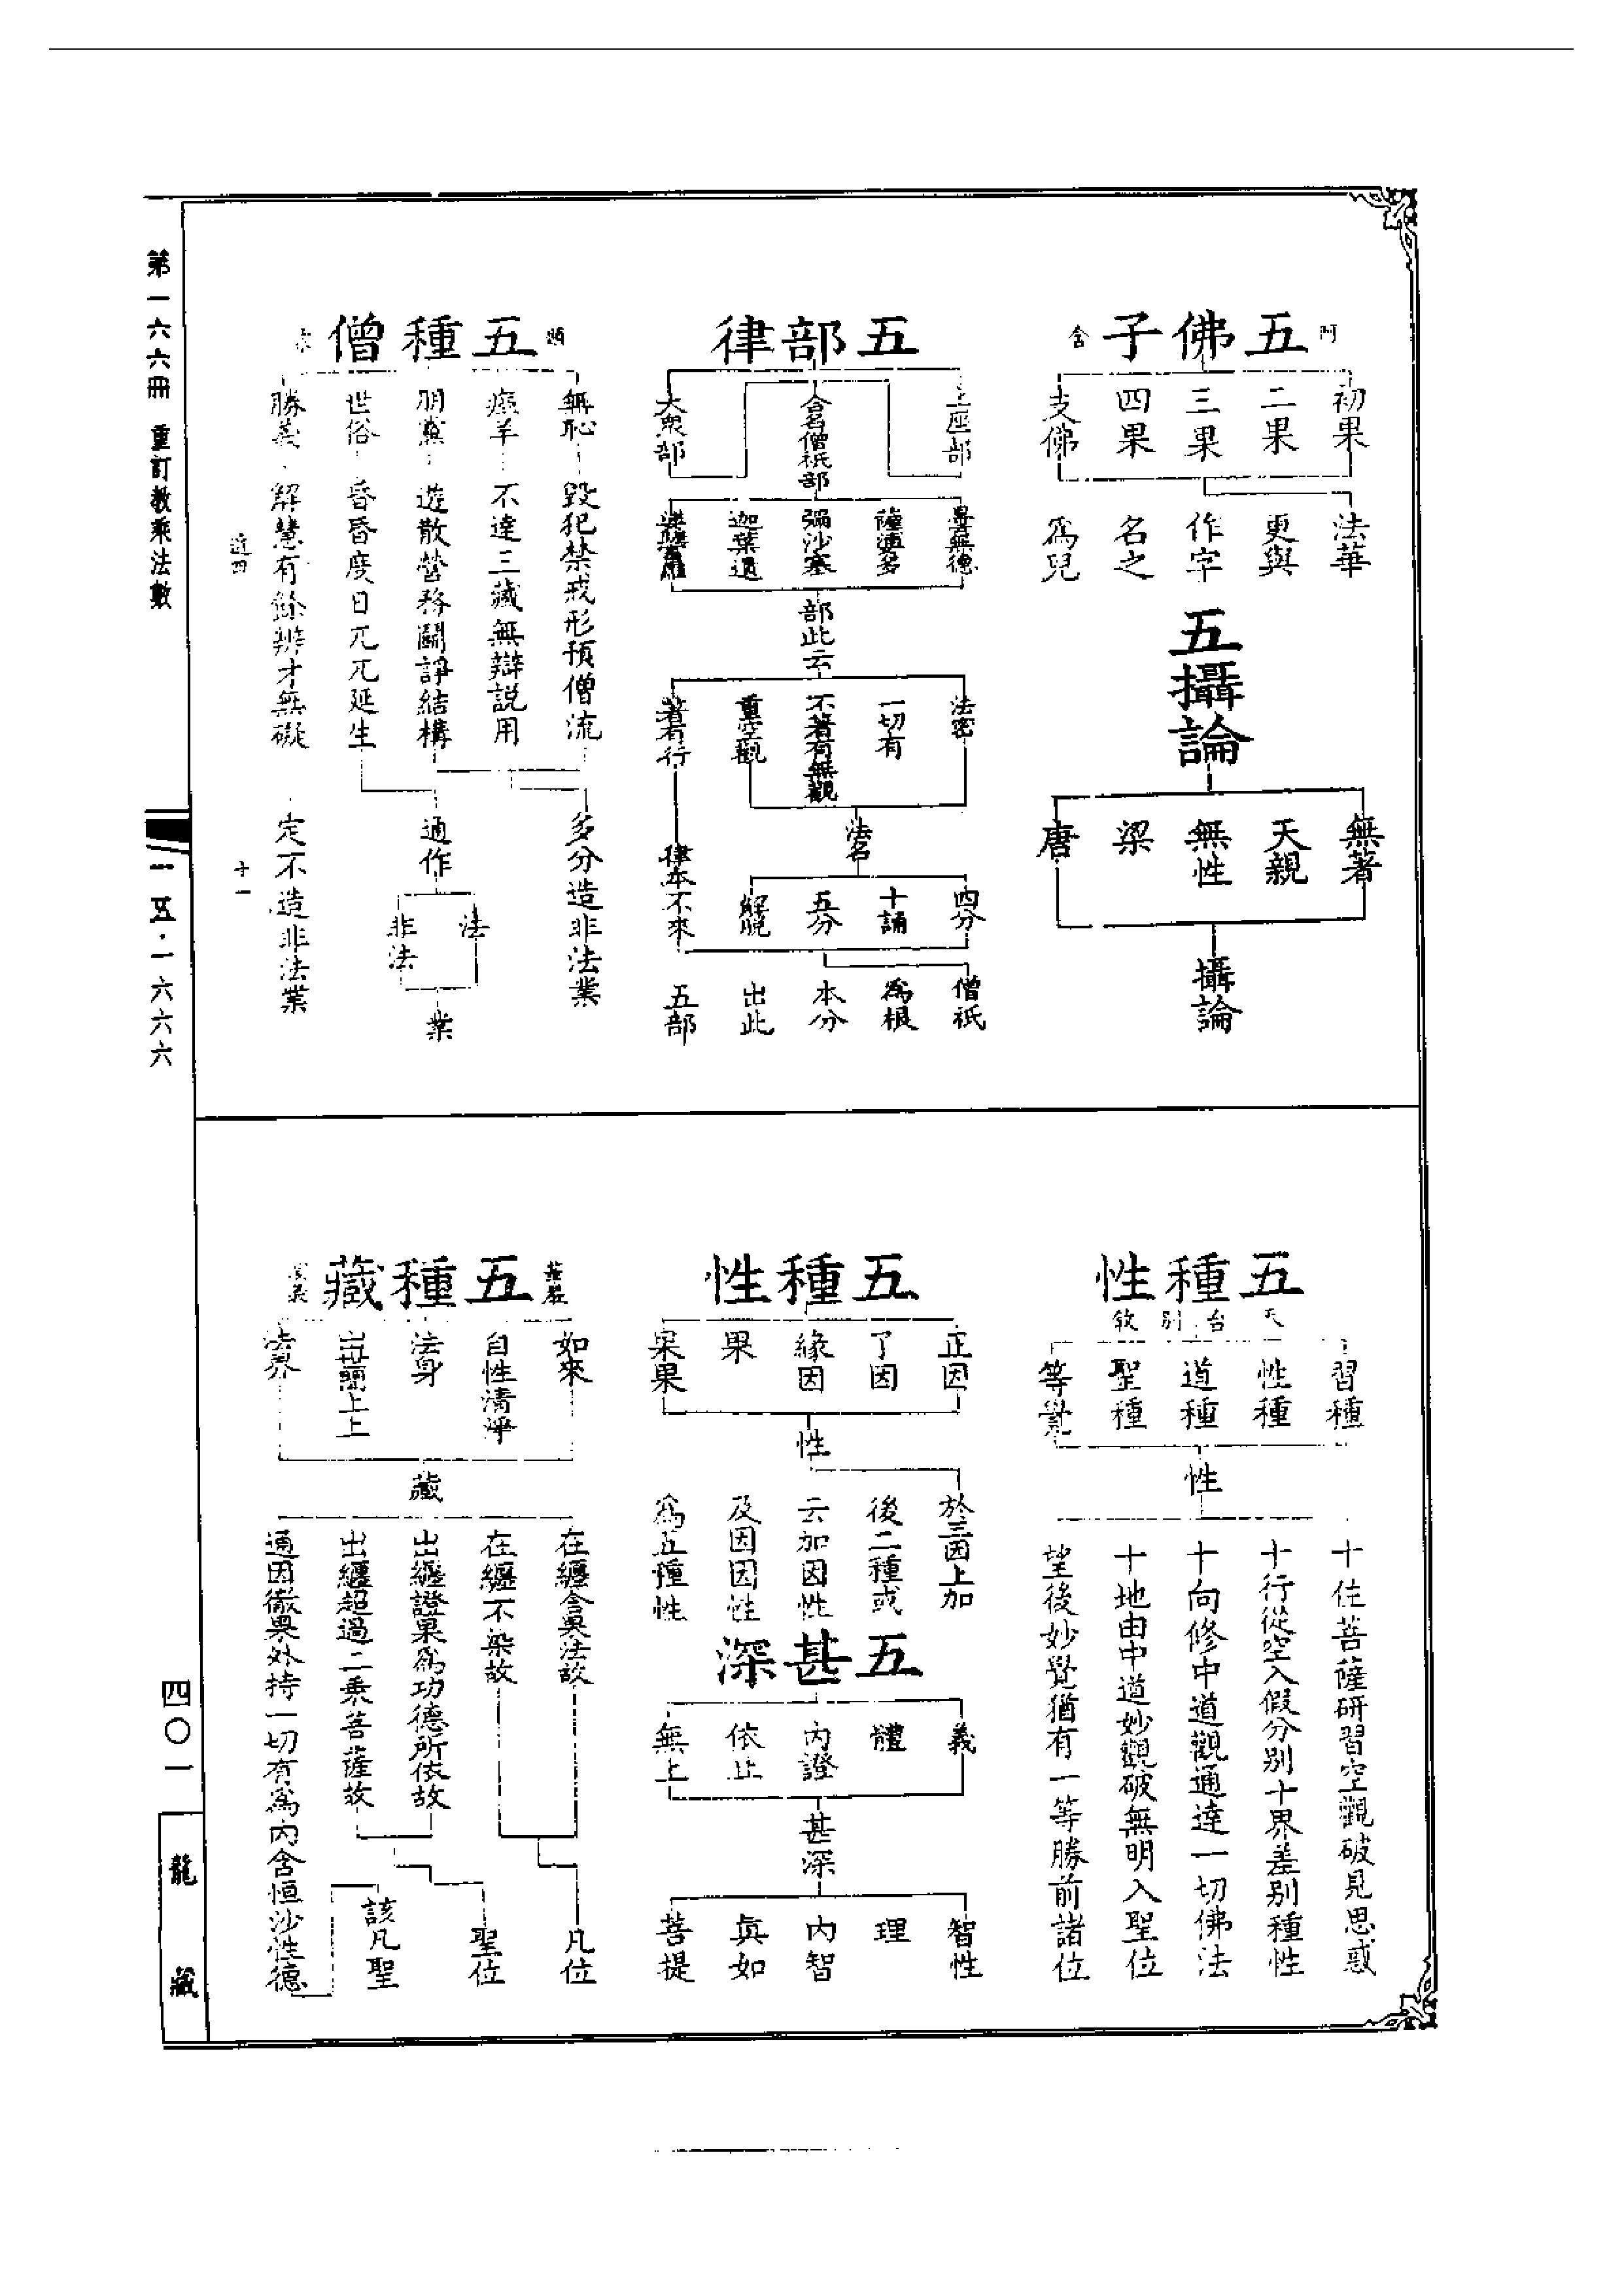 五佛子
阿
含
初果
二果
三果
四果
支佛
法華
更與
作字
名之
爲兒
五攝論
無著
天親
無性
梁
唐
攝論
五部律
上座部
合名僧祇部
大衆部
曇無德
薩婆多
彌沙塞
迦葉遺
部此云
法密
一切有
不著有無觀
重空觀
著有行
法名
四分
十誦
五分
解脫
律本不來
僧祇
爲根
本分
出此
五部
五種僧
顯
宗
無恥
瘂羊
朋黨
世俗
勝義
毀犯禁戒形預僧流
不達三藏無辯説用
遊散營務鬬諍結構
昏昏度日兀兀延生
解慧有餘辨才無礙
多分造非法業
通作
法
非法
業
定不造非法業
十一
第一六六冊 重訂教乘法數
一五·一六六六
五種性
天台別教
習種
性種
道種
聖種
等覺
性
十住菩薩研習空觀破見思惑
十行從空入假分别十界差别種性
十向修中道觀通達一切佛法
十地由中道妙觀破無明入聖位
望後妙覺猶有一等勝前諸位
五種性
正因
了因
緣因
果
果果
性
於三因上加
後二種或
云加因性
及因因性
爲五種性
五甚深
義
體
内證
依止
無上
甚深
智性
理
内智
眞如
菩提
五種藏
華嚴
如來
自性清淨
法身
出世間上上
法界
藏
在纏含果法故
在纏不染故
出纏證菓爲功德所依故
出纏超過二乘菩薩故
通因徹果外持一切有爲内含恒沙性德
凡位
聖位
該凡聖
四〇一
龍藏